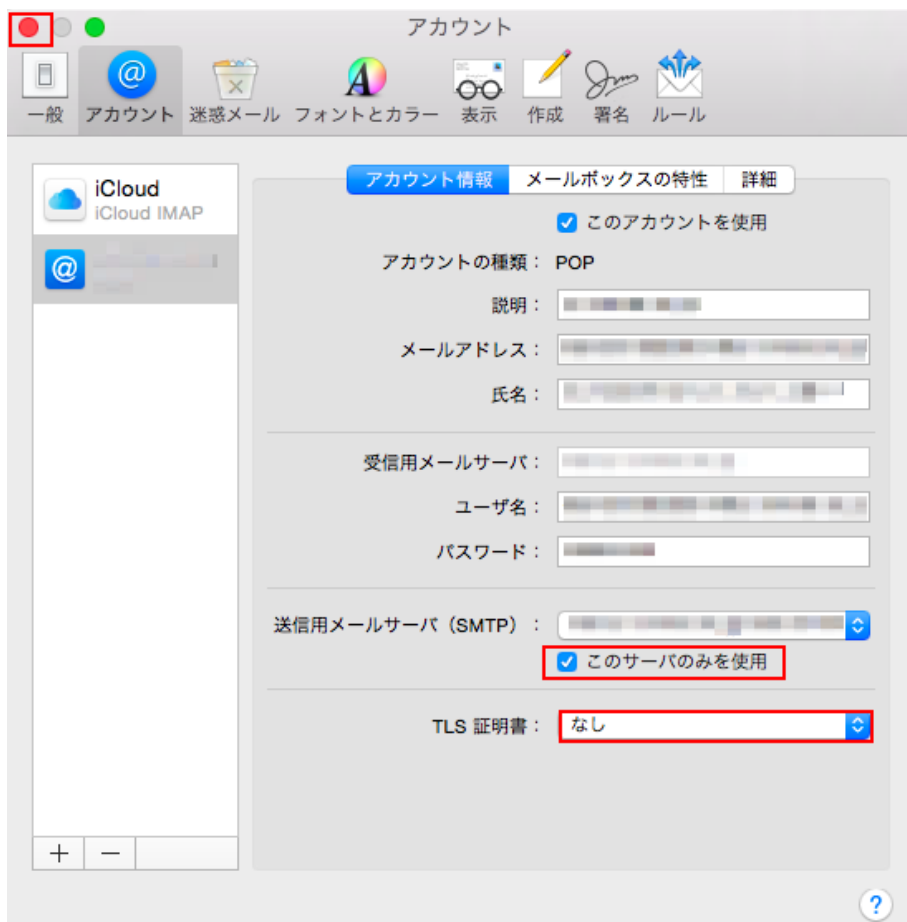 アカウント
一般 アカウント 迷惑メール フォントとカラー 表示 作成 署名 ルール
iCloud
iCloud IMAP
アカウント情報 メールボックスの特性 詳細
このアカウントを使用
アカウントの種類： POP
説明：
メールアドレス：
氏名：
受信用メールサーバ：
ユーザ名：
パスワード：
送信用メールサーバ（SMTP）：
このサーバのみを使用
TLS 証明書： なし